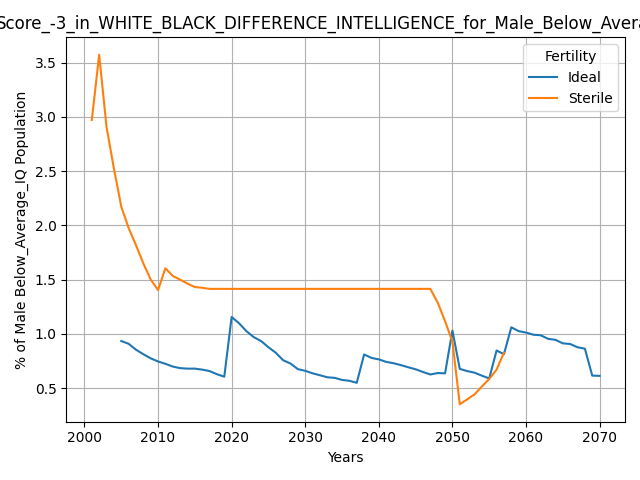 Score_-3_in_WHITE_BLACK_DIFFERENCE_INTELLIGENCE_for_Male_Below_Avera
Fertility
Ideal
Sterile
% of Male Below_Average_IQ Population
3.5
3.0
2.5
2.0
1.5
1.0
0.5
2000 2010 2020 2030 2040 2050 2060 2070
Years